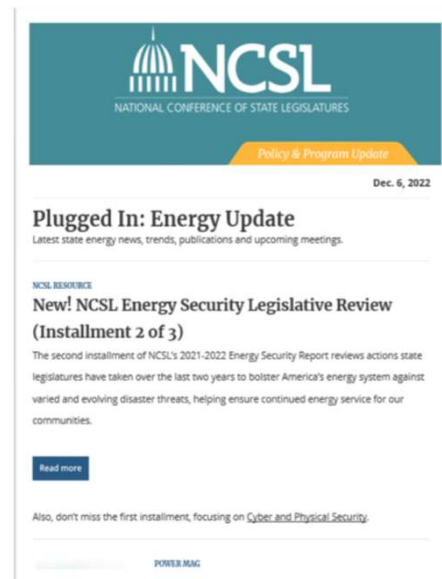 NCSL
NATIONAL CONFERENCE OF STATE LEGISLATURES
Policy & Program Update
Dec. 6, 2022
Plugged In: Energy Update
Latest state energy news, trends, publications and upcoming meetings.
NCSL RESOURCE
New! NCSL Energy Security Legislative Review
(Installment 2 of 3)
The second installment of NCSL's 2021-2022 Energy Security Report reviews actions state
legislatures have taken over the last two years to bolster America's energy system against
varied and evolving disaster threats, helping ensure continued energy service for our
communities.
Read more
Also, don't miss the first installment, focusing on Cyber and Physical Security.
POWER MAG